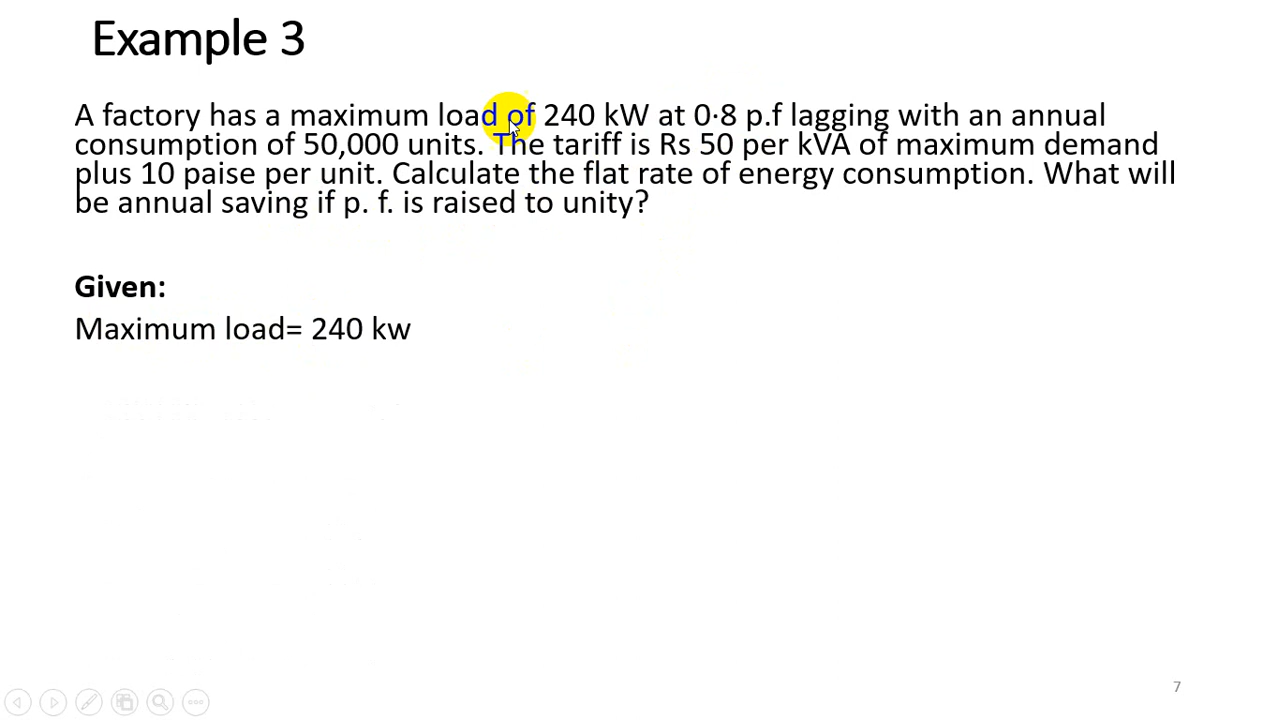 Example 3
A factory has a maximum load of 240 kW at 0·8 p.f lagging with an annual
consumption of 50,000 units. The tariff is Rs 50 per kVA of maximum demand
plus 10 paise per unit. Calculate the flat rate of energy consumption. What will
be annual saving if p. f. is raised to unity?
Given:
Maximum load= 240 kw
7